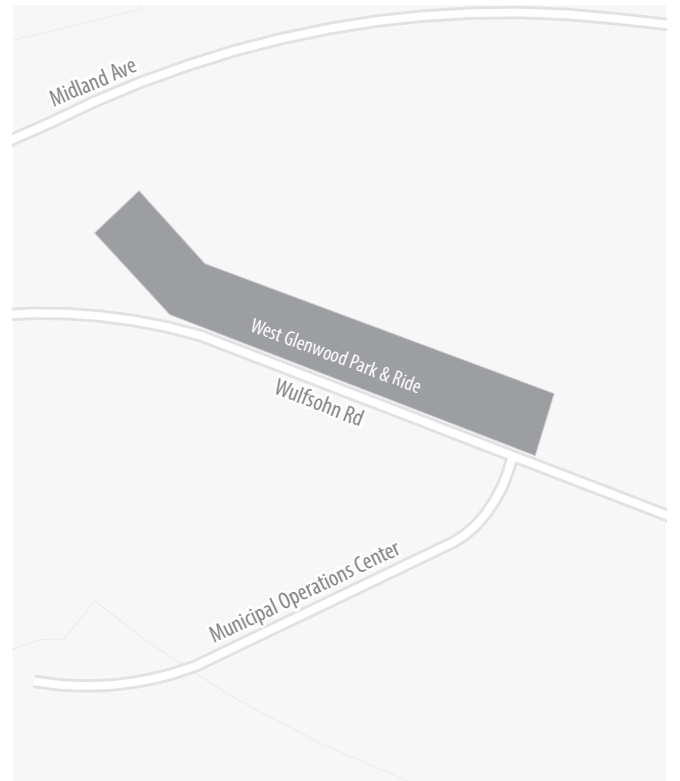 Midland Ave
West Glenwood Park & Ride
Wulfsohn Rd
Municipal Operations Center